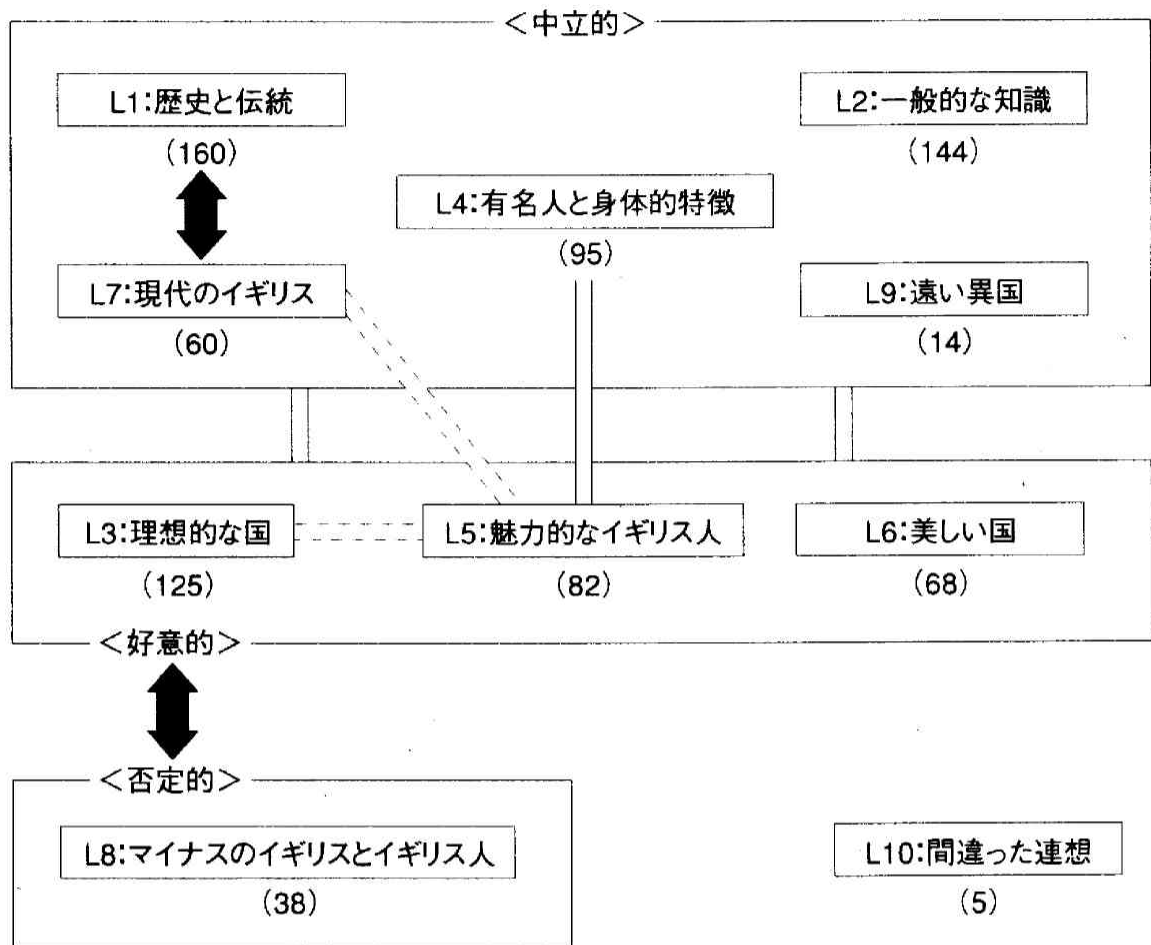 ＜中立的＞
L1:歴史と伝統
(160)
L2:一般的な知識
(144)
L4:有名人と身体的特徴
(95)
L7:現代のイギリス
(60)
L9:遠い異国
(14)
L3:理想的な国
(125)
L5:魅力的なイギリス人
(82)
L6:美しい国
(68)
＜好意的＞
＜否定的＞
L8:マイナスのイギリスとイギリス人
(38)
L10:間違った連想
(5)